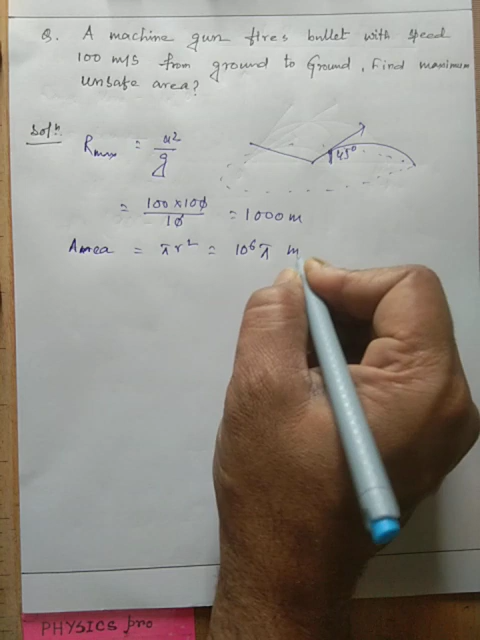 Q. A machine gun fires bullet with speed
100 m/s from ground to Ground, Find maximum
unsafe area?
Solⁿ.
Rmax = u²/g
45°
= 100×100/10 = 1000 m
Area = πr² = 10⁶π m
PHYSICS pro